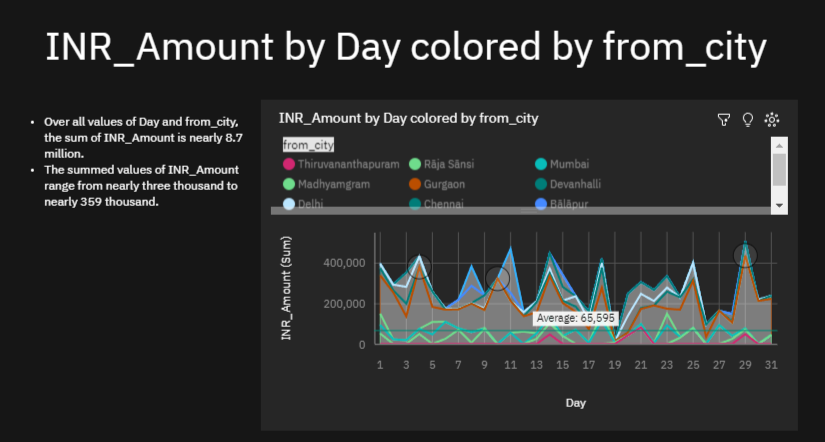 INR_Amount by Day colored by from_city
• Over all values of Day and from_city,
the sum of INR_Amount is nearly 8.7
million.
• The summed values of INR_Amount
range from nearly three thousand to
nearly 359 thousand.
INR_Amount by Day colored by from_city
from_city
Thiruvananthapuram Rāja Sānsi Mumbai
Madhyamgram Gurgaon Devanhalli
Delhi Chennai Bālāpur
INR_Amount (Sum)
400,000
200,000
0
Average: 65,595
1 3 5 7 9 11 13 15 17 19 21 23 25 27 29 31
Day